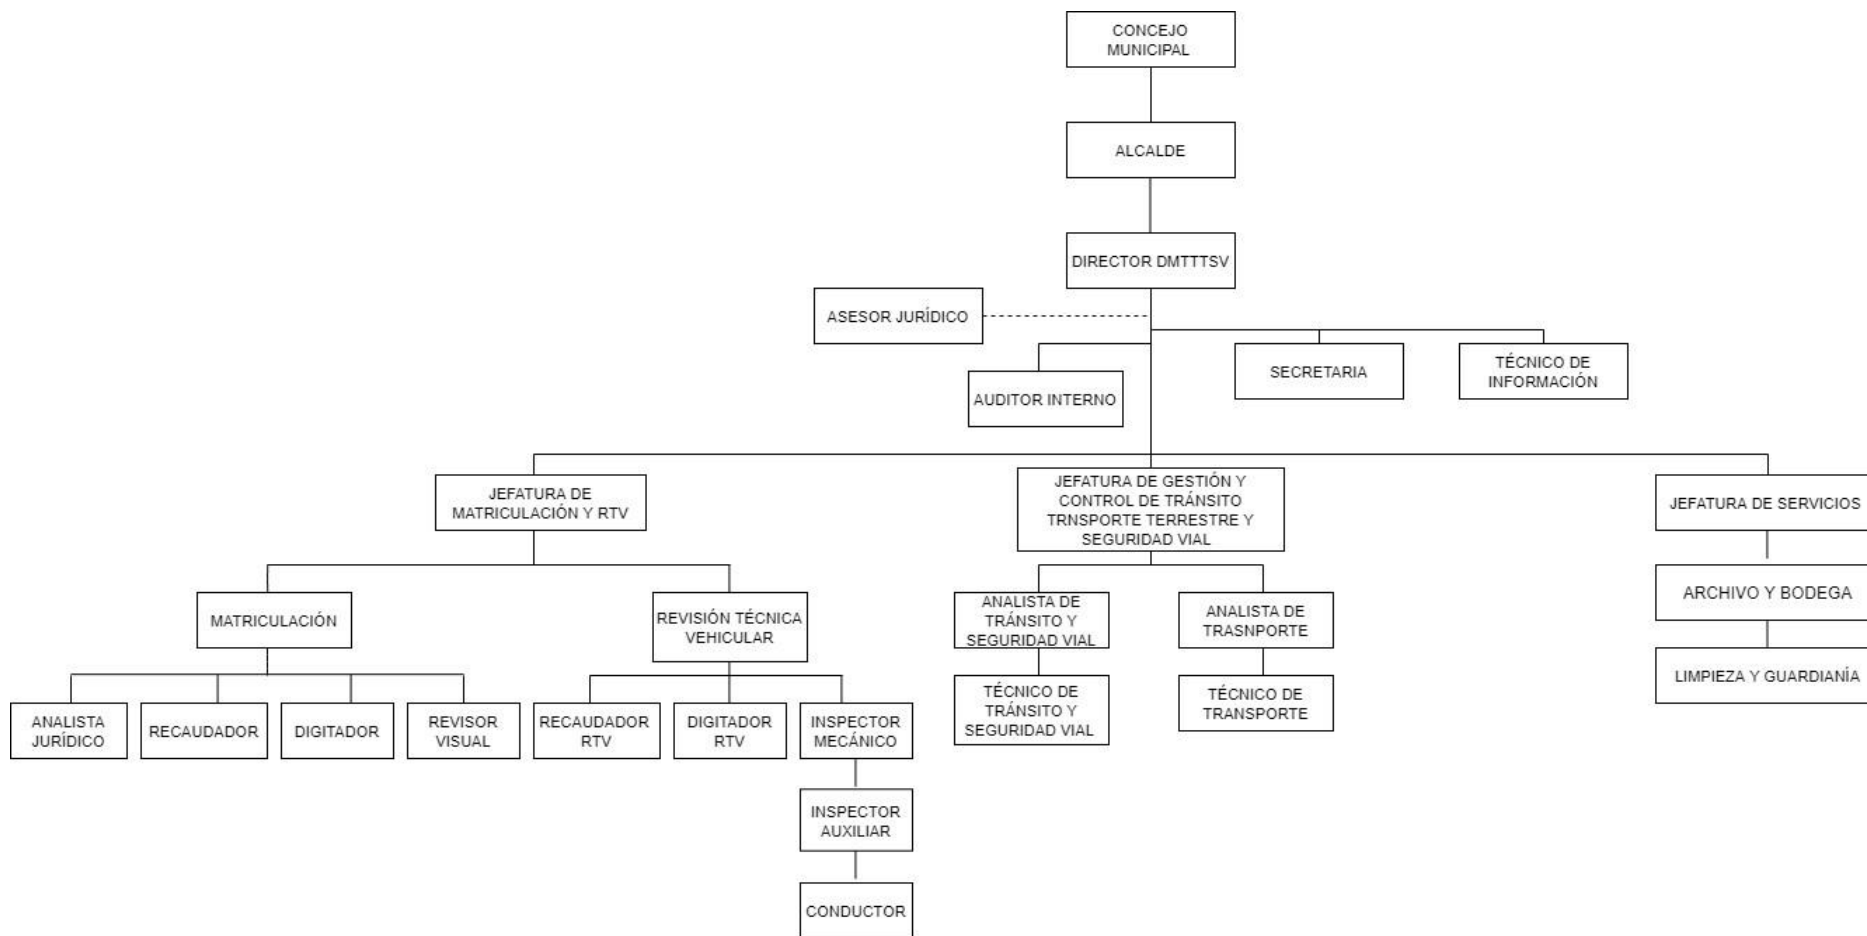 CONCEJO
MUNICIPAL
ALCALDE
DIRECTOR DMTTTSV
ASESOR JURÍDICO
AUDITOR INTERNO
SECRETARIA
TÉCNICO DE
INFORMACIÓN
JEFATURA DE
MATRICULACIÓN Y RTV
JEFATURA DE GESTIÓN Y
CONTROL DE TRÁNSITO
TRNSPORTE TERRESTRE Y
SEGURIDAD VIAL
JEFATURA DE SERVICIOS
MATRICULACIÓN
REVISIÓN TÉCNICA
VEHICULAR
ANALISTA DE
TRÁNSITO Y
SEGURIDAD VIAL
ANALISTA DE
TRASNPORTE
ARCHIVO Y BODEGA
ANALISTA
JURÍDICO
RECAUDADOR
DIGITADOR
REVISOR
VISUAL
RECAUDADOR
RTV
DIGITADOR
RTV
INSPECTOR
MECÁNICO
TÉCNICO DE
TRÁNSITO Y
SEGURIDAD VIAL
TÉCNICO DE
TRANSPORTE
LIMPIEZA Y GUARDIANÍA
INSPECTOR
AUXILIAR
CONDUCTOR